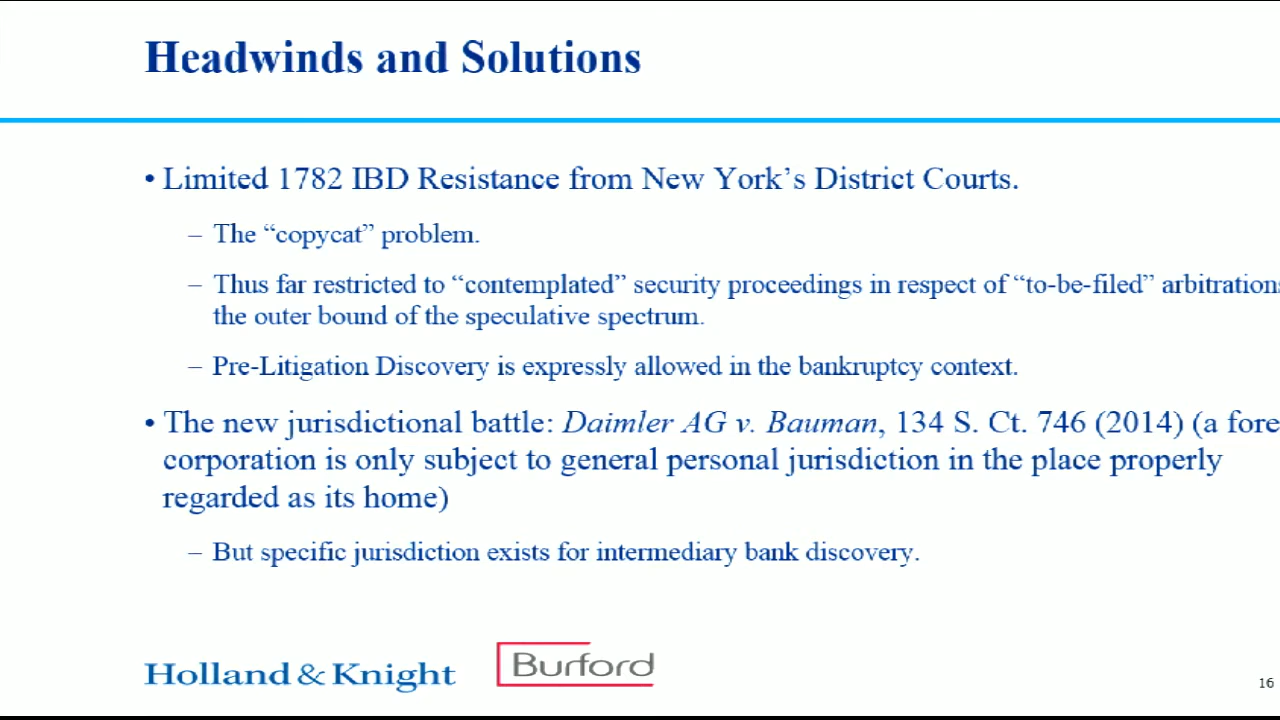 Headwinds and Solutions
• Limited 1782 IBD Resistance from New York's District Courts.
– The “copycat” problem.
– Thus far restricted to “contemplated” security proceedings in respect of “to-be-filed” arbitrations
the outer bound of the speculative spectrum.
– Pre-Litigation Discovery is expressly allowed in the bankruptcy context.
• The new jurisdictional battle: Daimler AG v. Bauman, 134 S. Ct. 746 (2014) (a fore
corporation is only subject to general personal jurisdiction in the place properly
regarded as its home)
– But specific jurisdiction exists for intermediary bank discovery.
Holland & Knight
Burford
16